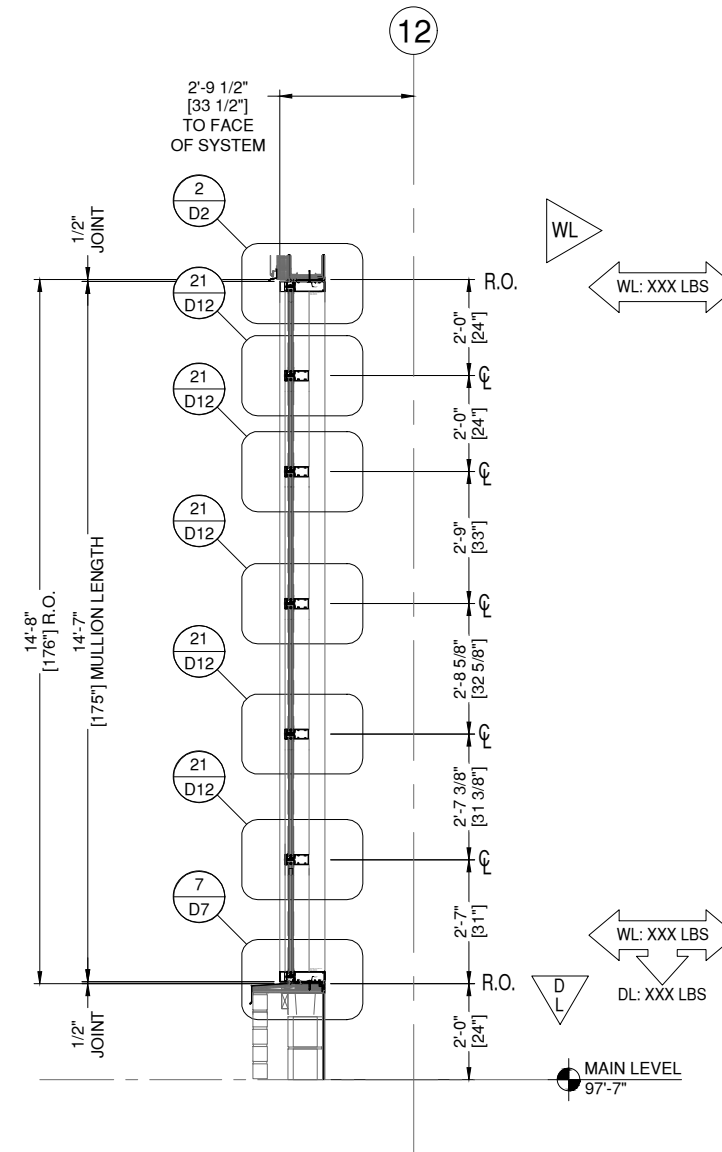 12
2'-9 1/2"
[33 1/2"]
TO FACE
OF SYSTEM
2
D2
1/2"
JOINT
WL
R.O.
WL: XXX LBS
21
D12
2'-0"
[24"]
℄
21
D12
2'-0"
[24"]
℄
21
D12
2'-9"
[33"]
℄
14'-8"
[176"] R.O.
14'-7"
[175"] MULLION LENGTH
21
D12
2'-8 5/8"
[32 5/8"]
℄
21
D12
2'-7 3/8"
[31 3/8"]
℄
7
D7
2'-7"
[31"]
WL: XXX LBS
R.O.
D
L
DL: XXX LBS
1/2"
JOINT
2'-0"
[24"]
MAIN LEVEL
97'-7"